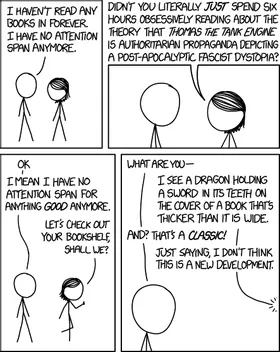 I HAVEN'T READ ANY
BOOKS IN FOREVER.
I HAVE NO ATTENTION
SPAN ANYMORE.
DIDN'T YOU LITERALLY JUST SPEND SIX
HOURS OBSESSIVELY READING ABOUT THE
THEORY THAT THOMAS THE TANK ENGINE
IS AUTHORITARIAN PROPAGANDA DEPICTING
A POST-APOCALYPTIC FASCIST DYSTOPIA?
OK
I MEAN I HAVE NO
ATTENTION SPAN FOR
ANYTHING GOOD ANYMORE.
LET'S CHECK OUT
YOUR BOOKSHELF,
SHALL WE?
WHAT ARE YOU—
I SEE A DRAGON HOLDING
A SWORD IN ITS TEETH ON
THE COVER OF A BOOK THAT'S
THICKER THAN IT IS WIDE.
AND? THAT'S A CLASSIC!
JUST SAYING, I DON'T THINK
THIS IS A NEW DEVELOPMENT.